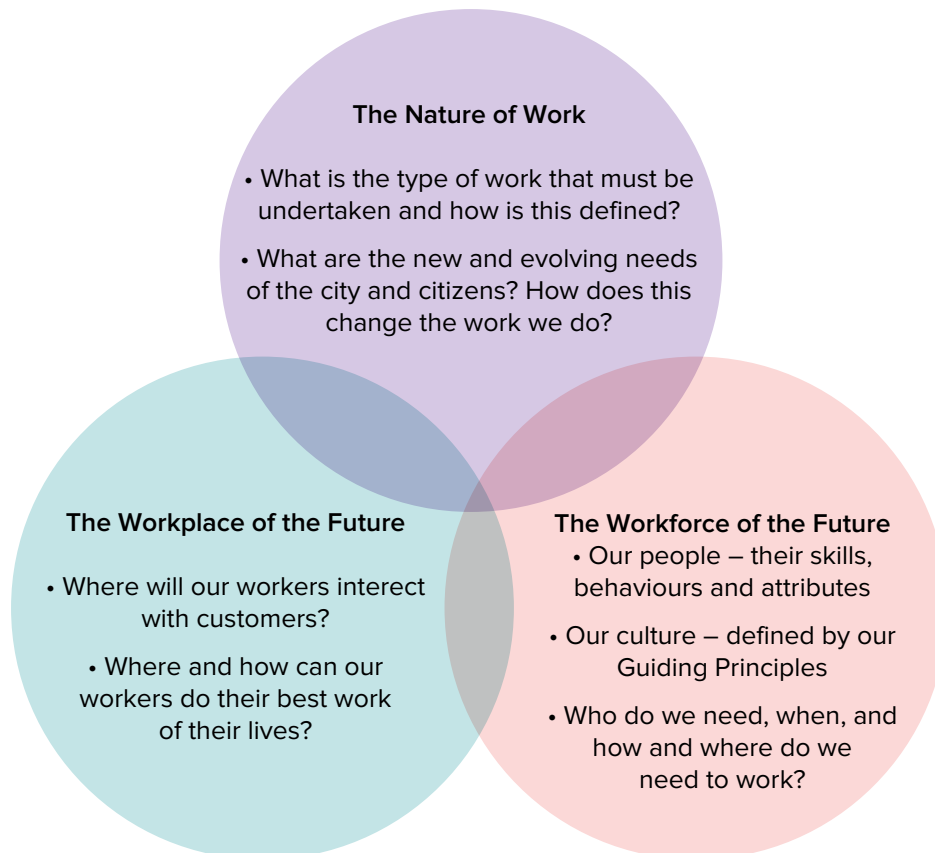 The Nature of Work
• What is the type of work that must be
undertaken and how is this defined?
• What are the new and evolving needs
of the city and citizens? How does this
change the work we do?
The Workplace of the Future
• Where will our workers interect
with customers?
• Where and how can our
workers do their best work
of their lives?
The Workforce of the Future
• Our people – their skills,
behaviours and attributes
• Our culture – defined by our
Guiding Principles
• Who do we need, when, and
how and where do we
need to work?